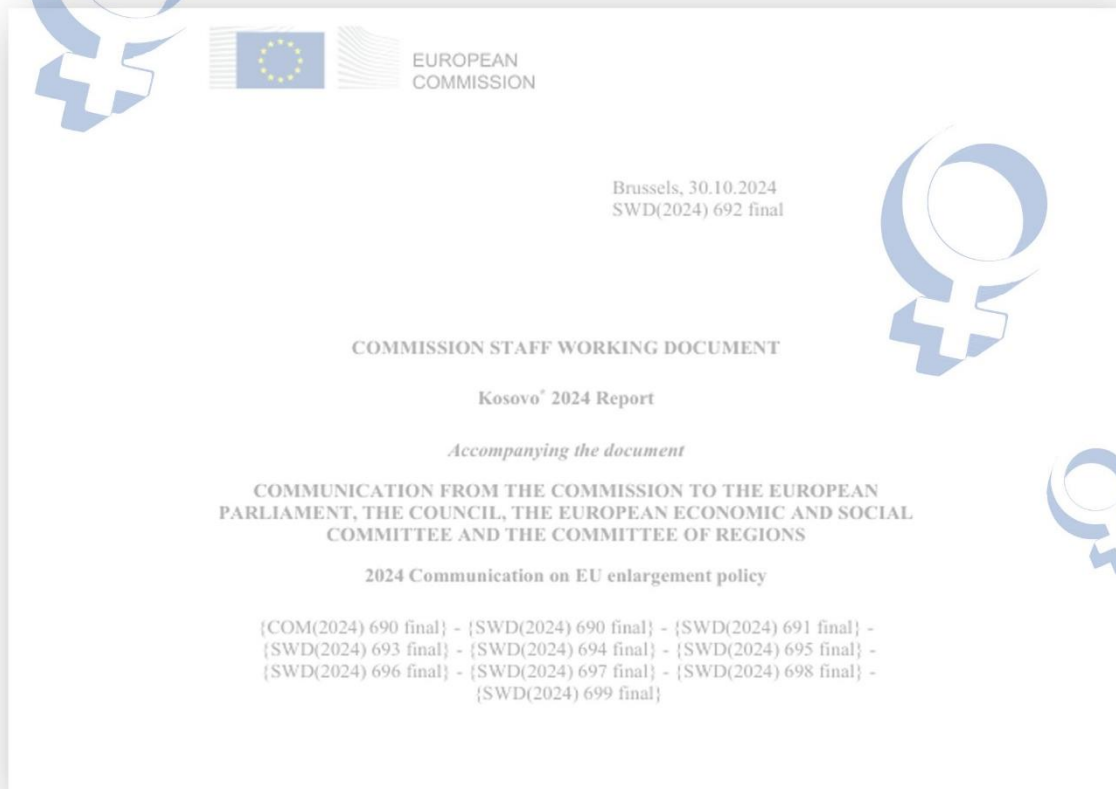 EUROPEAN
COMMISSION
Brussels, 30.10.2024
SWD(2024) 692 final
COMMISSION STAFF WORKING DOCUMENT
Kosovo* 2024 Report
Accompanying the document
COMMUNICATION FROM THE COMMISSION TO THE EUROPEAN
PARLIAMENT, THE COUNCIL, THE EUROPEAN ECONOMIC AND SOCIAL
COMMITTEE AND THE COMMITTEE OF REGIONS
2024 Communication on EU enlargement policy
{COM(2024) 690 final} - {SWD(2024) 690 final} - {SWD(2024) 691 final} -
{SWD(2024) 693 final} - {SWD(2024) 694 final} - {SWD(2024) 695 final} -
{SWD(2024) 696 final} - {SWD(2024) 697 final} - {SWD(2024) 698 final} -
{SWD(2024) 699 final}